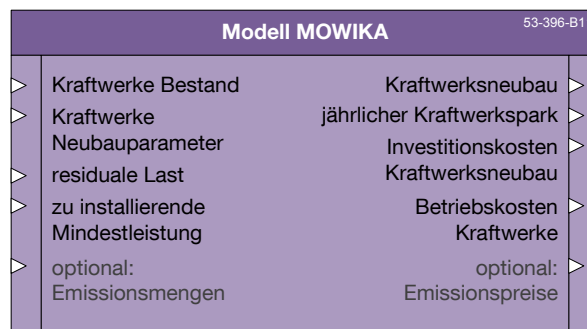 Modell MOWIKA
53-396-B1
Kraftwerke Bestand
Kraftwerke
Neubauparameter
residuale Last
zu installierende
Mindestleistung
optional:
Emissionsmengen
Kraftwerksneubau
jährlicher Kraftwerkspark
Investitionskosten
Kraftwerksneubau
Betriebskosten
Kraftwerke
optional:
Emissionspreise